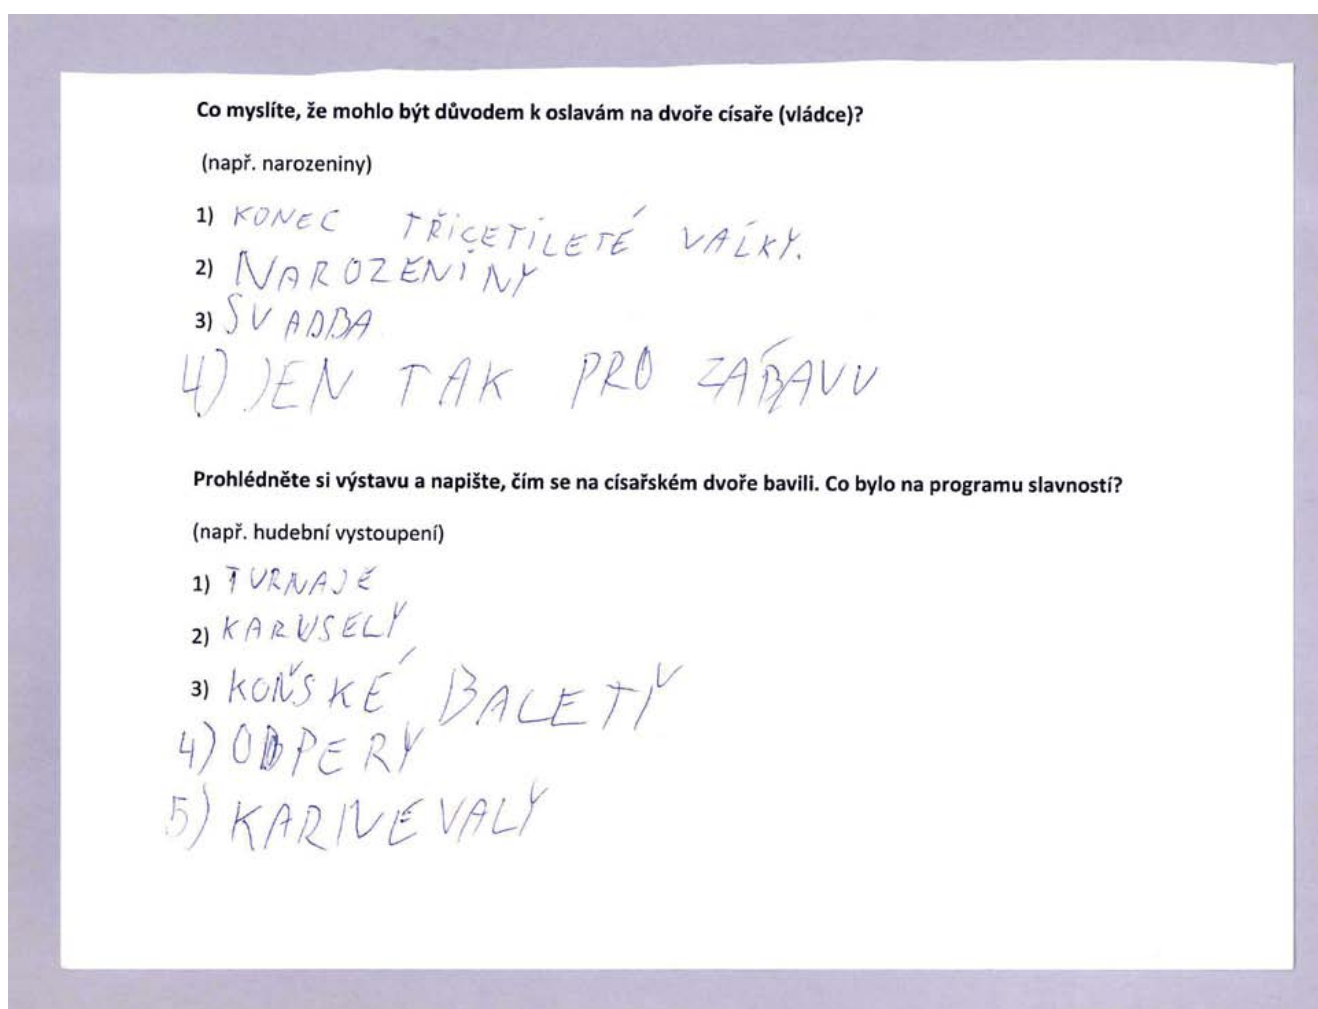 Co myslíte, že mohlo být důvodem k oslavám na dvoře císaře (vládce)?
(např. narozeniny)
1) KONEC TŘICETILETÉ VÁLKY.
2) NAROZENINY
3) SVADBA
4) JEN TAK PRO ZÁBAVU
Prohlédněte si výstavu a napište, čím se na císařském dvoře bavili. Co bylo na programu slavností?
(např. hudební vystoupení)
1) TURNAJE
2) KARUSELY
3) KOŇSKÉ BALETY
4) OPERY
5) KARNEVALY